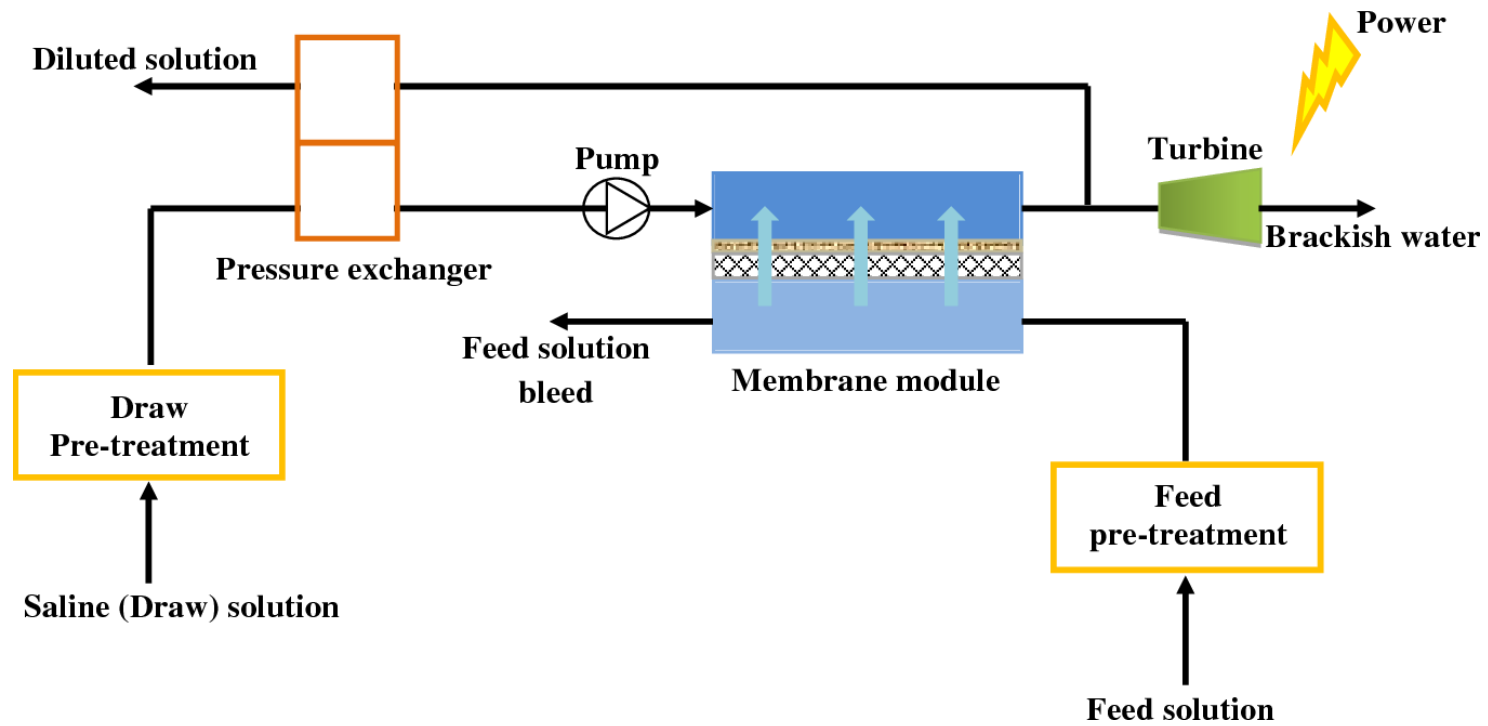 Power
Diluted solution
Pump
Turbine
Brackish water
Pressure exchanger
Feed solution
bleed
Membrane module
Draw
Pre-treatment
Feed
pre-treatment
Saline (Draw) solution
Feed solution